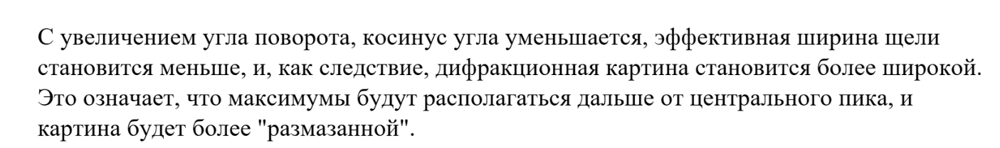 С увеличением угла поворота, косинус угла уменьшается, эффективная ширина щели
становится меньше, и, как следствие, дифракционная картина становится более широкой.
Это означает, что максимумы будут располагаться дальше от центрального пика, и
картина будет более "размазанной".